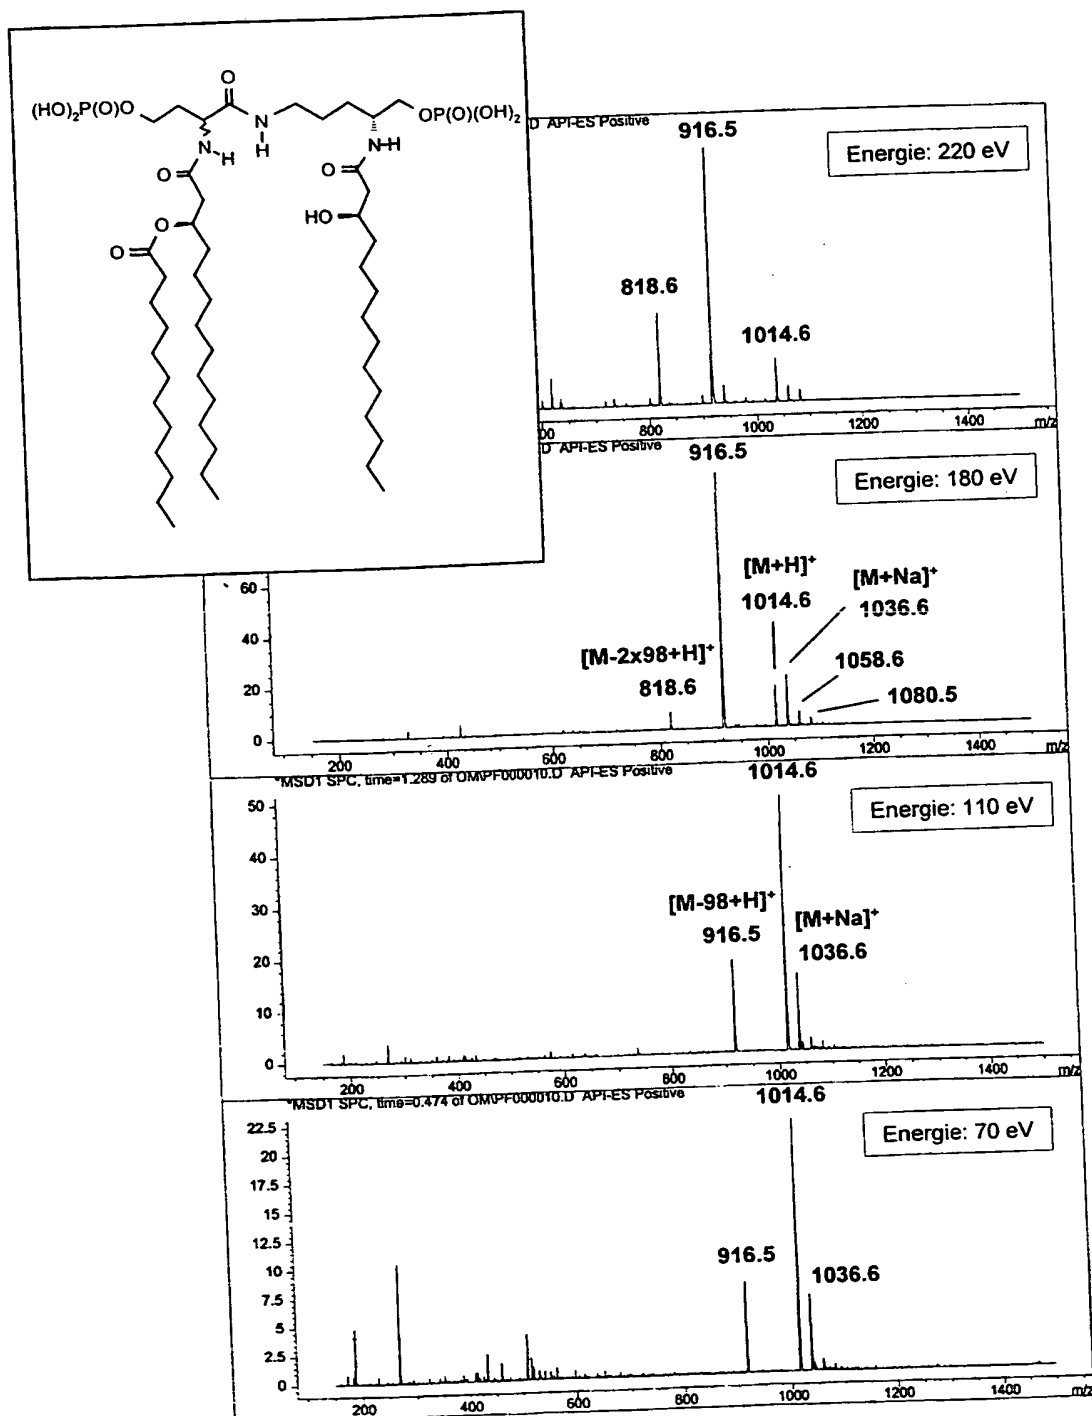 (HO)₂P(O)O
O
N
H
OPO(O)(OH)₂
N
H
O
N-H
O
HO
O
O
D API-ES Positive
916.5
Energie: 220 eV
818.6
1014.6
800
1000
1200
1400
m/z
D API-ES Positive
916.5
Energie: 180 eV
[M+H]⁺
1014.6
[M+Na]⁺
1036.6
[M-2x98+H]⁺
818.6
1058.6
1080.5
60
40
20
0
200
400
600
800
1000
1200
1400
m/z
*MSD1 SPC, time=1.289 of OM\PF000010.D API-ES Positive
1014.6
Energie: 110 eV
[M-98+H]⁺
916.5
[M+Na]⁺
1036.6
50
40
30
20
10
0
200
400
600
800
1000
1200
1400
m/z
*MSD1 SPC, time=0.474 of OM\PF000010.D API-ES Positive
1014.6
Energie: 70 eV
916.5
1036.6
22.5
20
17.5
15
12.5
10
7.5
5
2.5
0
200
400
600
800
1000
1200
1400
m/z